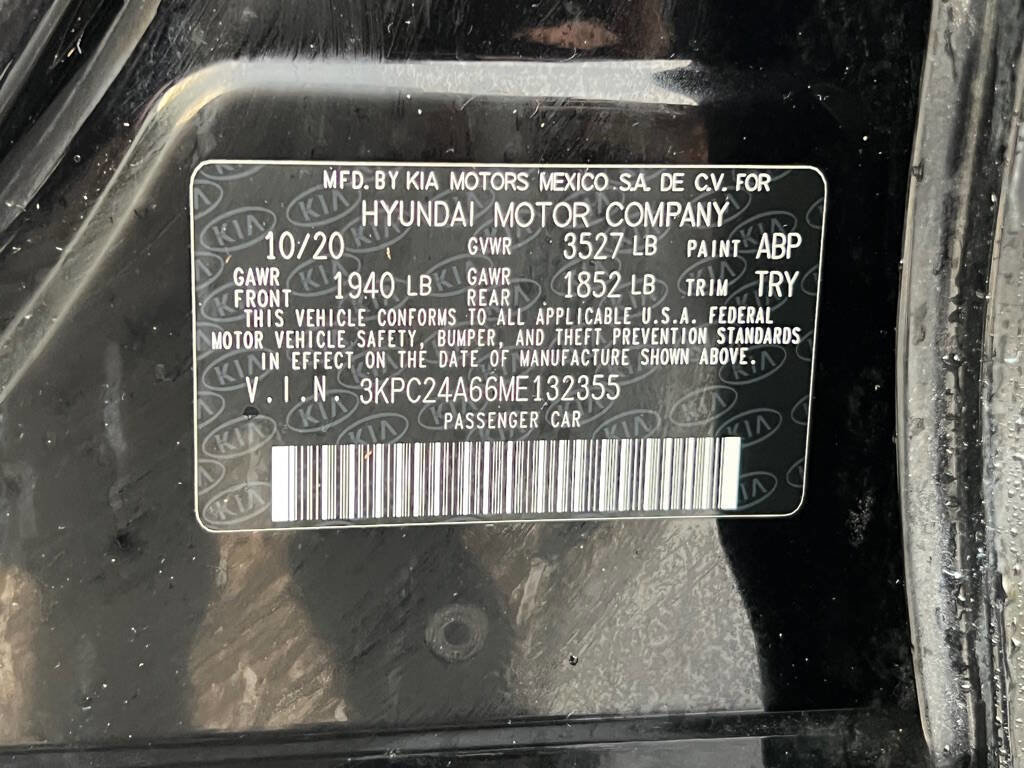 MFD. BY KIA MOTORS MEXICO S.A. DE C.V. FOR
HYUNDAI MOTOR COMPANY
10/20 GVWR 3527 LB PAINT ABP
GAWR FRONT 1940 LB GAWR REAR 1852 LB TRIM TRY
THIS VEHICLE CONFORMS TO ALL APPLICABLE U.S.A. FEDERAL
MOTOR VEHICLE SAFETY, BUMPER, AND THEFT PREVENTION STANDARDS
IN EFFECT ON THE DATE OF MANUFACTURE SHOWN ABOVE.
V.I.N. 3KPC24A66ME132355
PASSENGER CAR
KIA